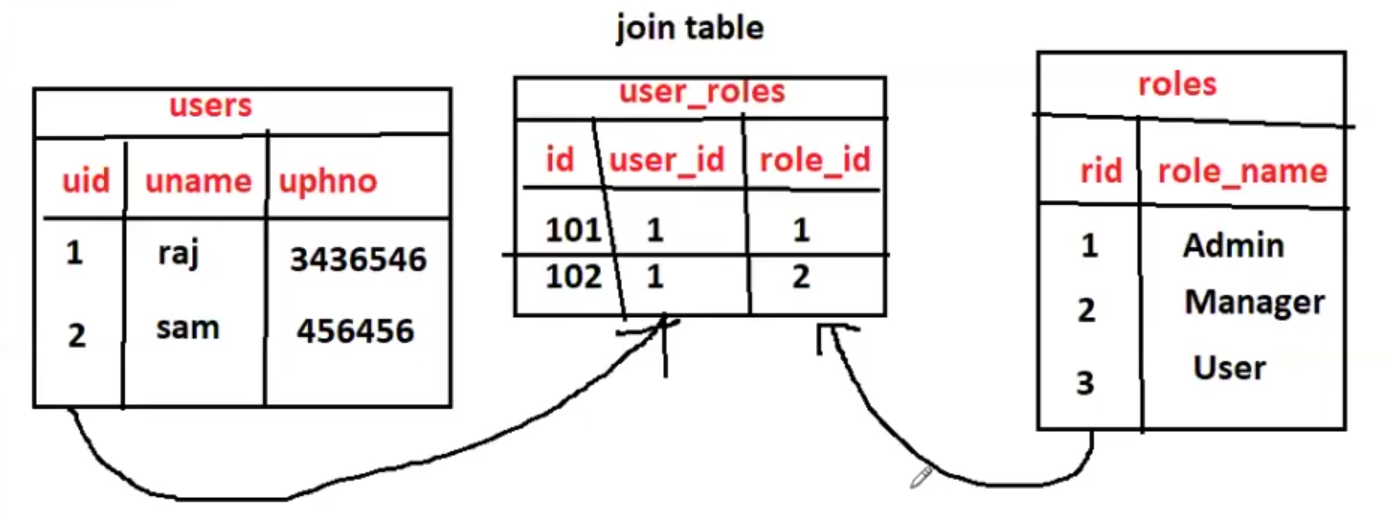 join table
users
uid uname uphno
1 raj 3436546
2 sam 456456
user_roles
id user_id role_id
101 1 1
102 1 2
roles
rid role_name
1 Admin
2 Manager
3 User